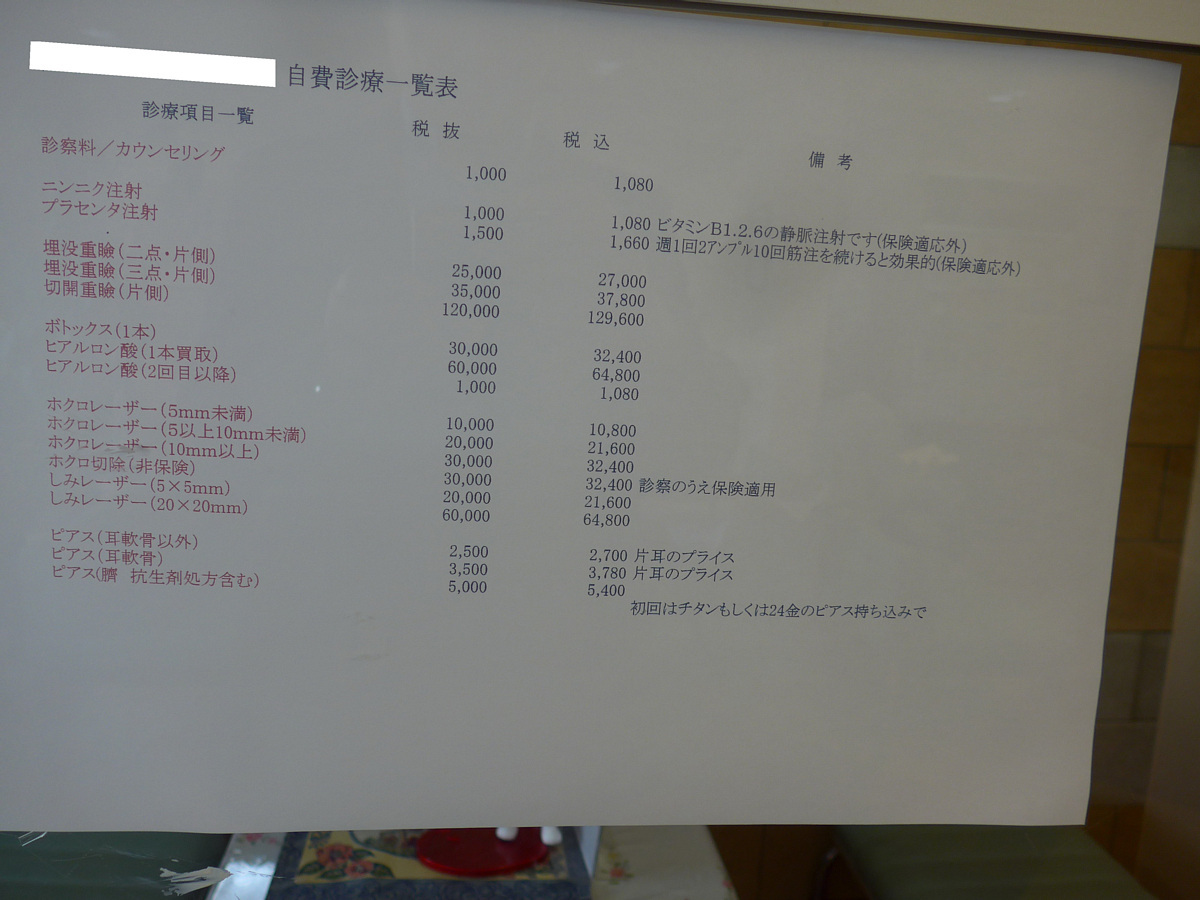 自費診療一覧表
診療項目一覧 税 抜 税 込 備 考
診察料／カウンセリング 1,000 1,080
ニンニク注射 1,000 1,080 ビタミンB1.2.6の静脈注射です(保険適応外)
プラセンタ注射 1,500 1,660 週1回2アンプル10回筋注を続けると効果的(保険適応外)
埋没重瞼(二点・片側) 25,000 27,000
埋没重瞼(三点・片側) 35,000 37,800
切開重瞼(片側) 120,000 129,600
ボトックス(1本) 30,000 32,400
ヒアルロン酸(1本買取) 60,000 64,800
ヒアルロン酸(2回目以降) 1,000 1,080
ホクロレーザー(5mm未満) 10,000 10,800
ホクロレーザー(5以上10mm未満) 20,000 21,600
ホクロレーザー(10mm以上) 30,000 32,400
ホクロ切除(非保険) 30,000 32,400 診察のうえ保険適用
しみレーザー(5×5mm) 20,000 21,600
しみレーザー(20×20mm) 60,000 64,800
ピアス(耳軟骨以外) 2,500 2,700 片耳のプライス
ピアス(耳軟骨) 3,500 3,780 片耳のプライス
ピアス(臍 抗生剤処方含む) 5,000 5,400
初回はチタンもしくは24金のピアス持ち込みで